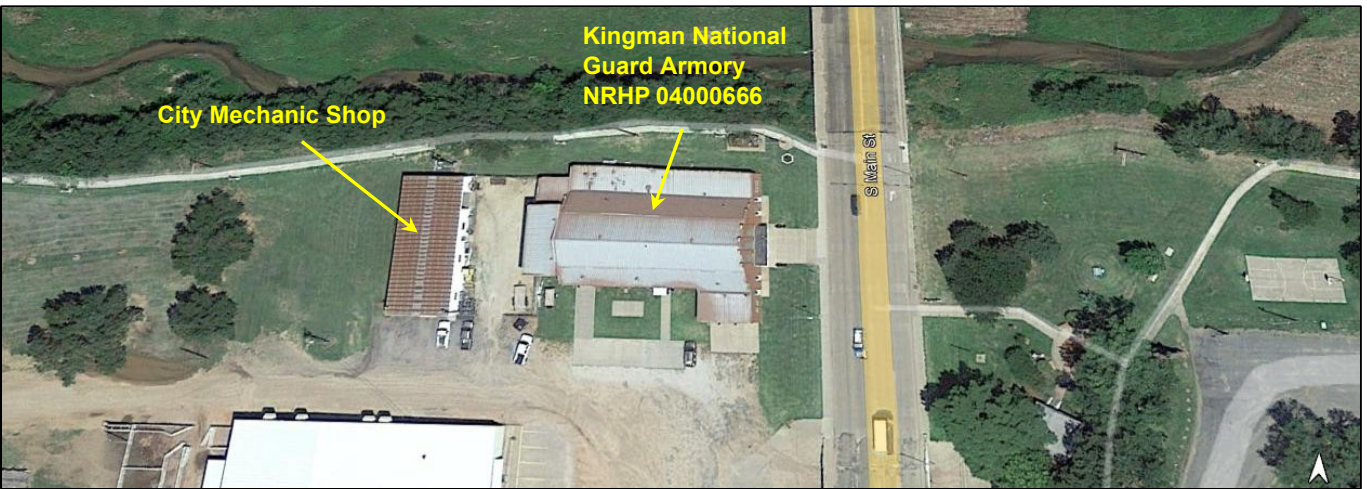 Kingman National
Guard Armory
NRHP 04000666
City Mechanic Shop
S Main St